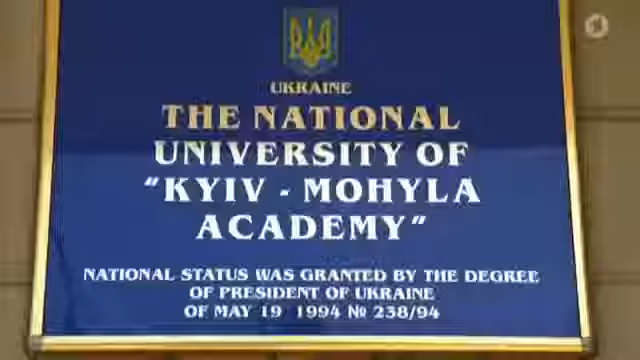 UKRAINE
THE NATIONAL
UNIVERSITY OF
"KYIV - MOHYLA
ACADEMY"
NATIONAL STATUS WAS GRANTED BY THE DEGREE
OF PRESIDENT OF UKRAINE
OF MAY 19 1994 № 238/94